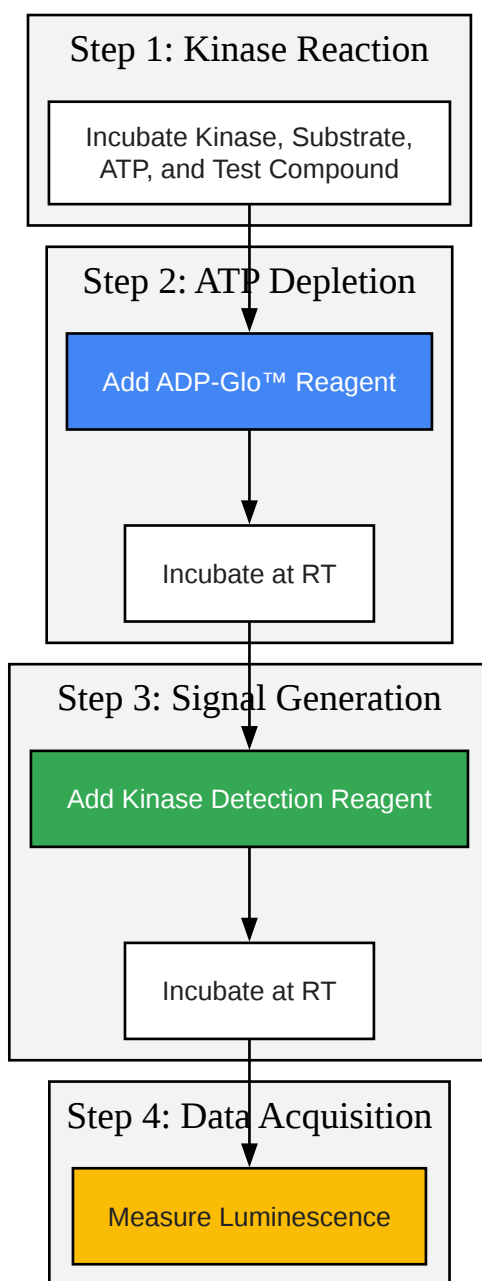 Step 1: Kinase Reaction
Incubate Kinase, Substrate,
ATP, and Test Compound
Step 2: ATP Depletion
Add ADP-Glo™ Reagent
Incubate at RT
Step 3: Signal Generation
Add Kinase Detection Reagent
Incubate at RT
Step 4: Data Acquisition
Measure Luminescence